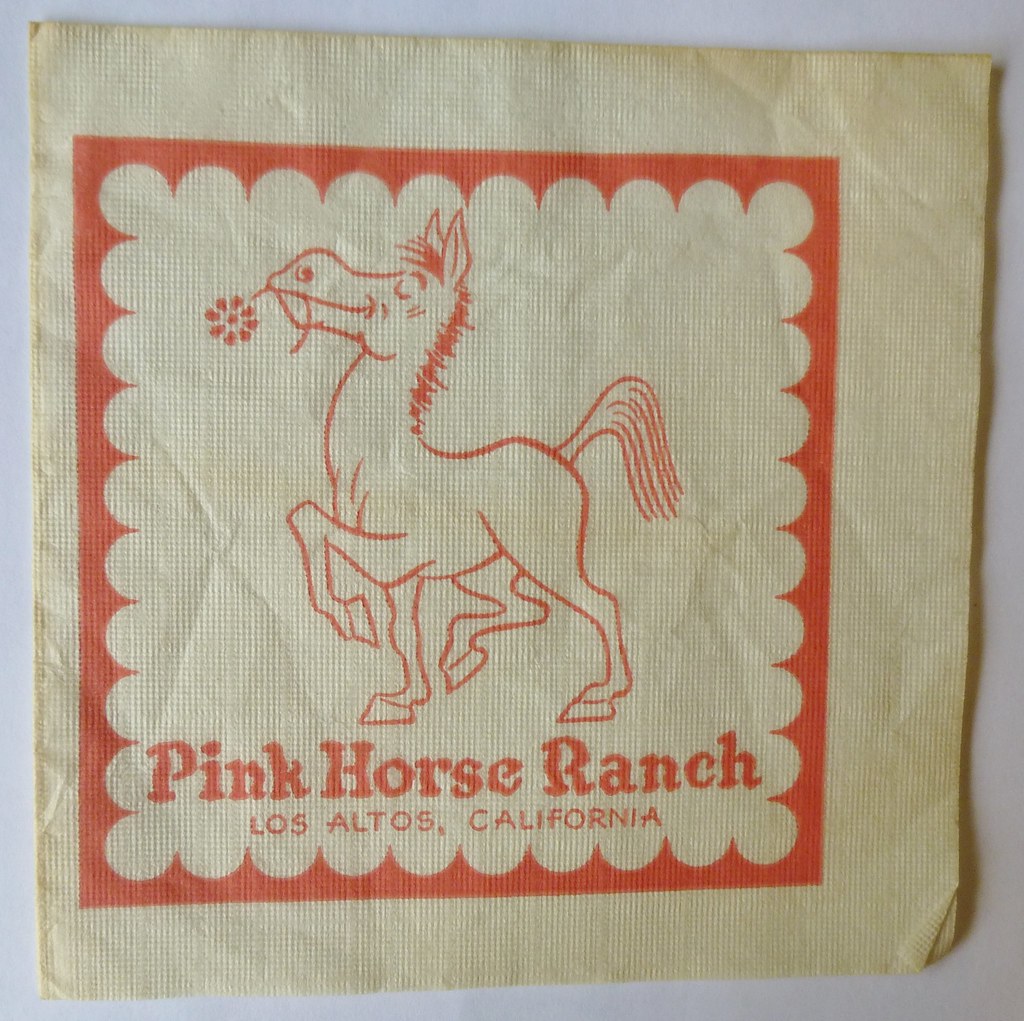 Pink Horse Ranch
LOS ALTOS, CALIFORNIA